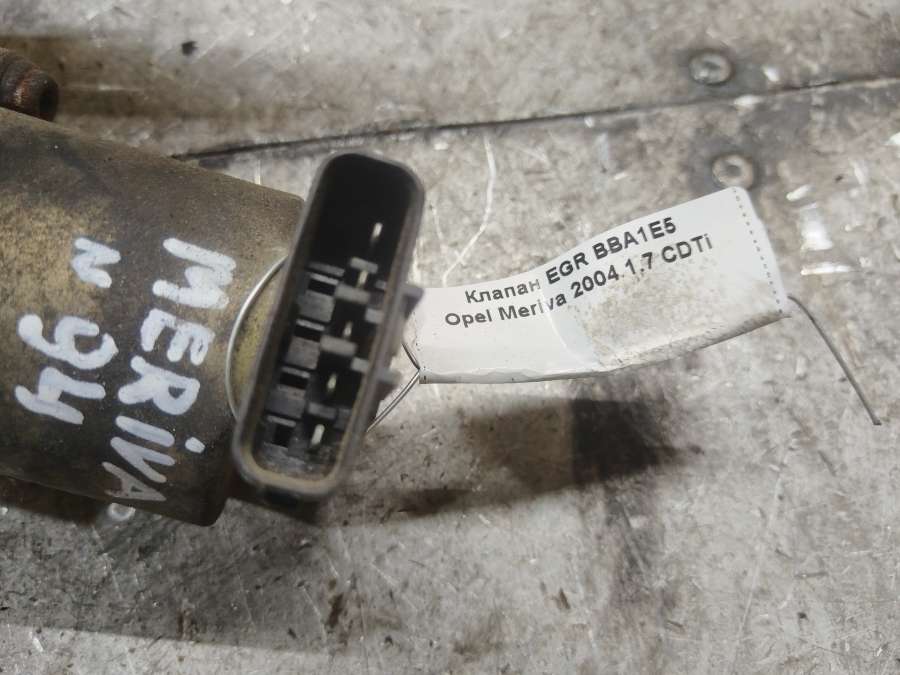 MERIVA
N 94
Клапан EGR BBA1E5
Opel Meriva 2004 1.7 CDTi